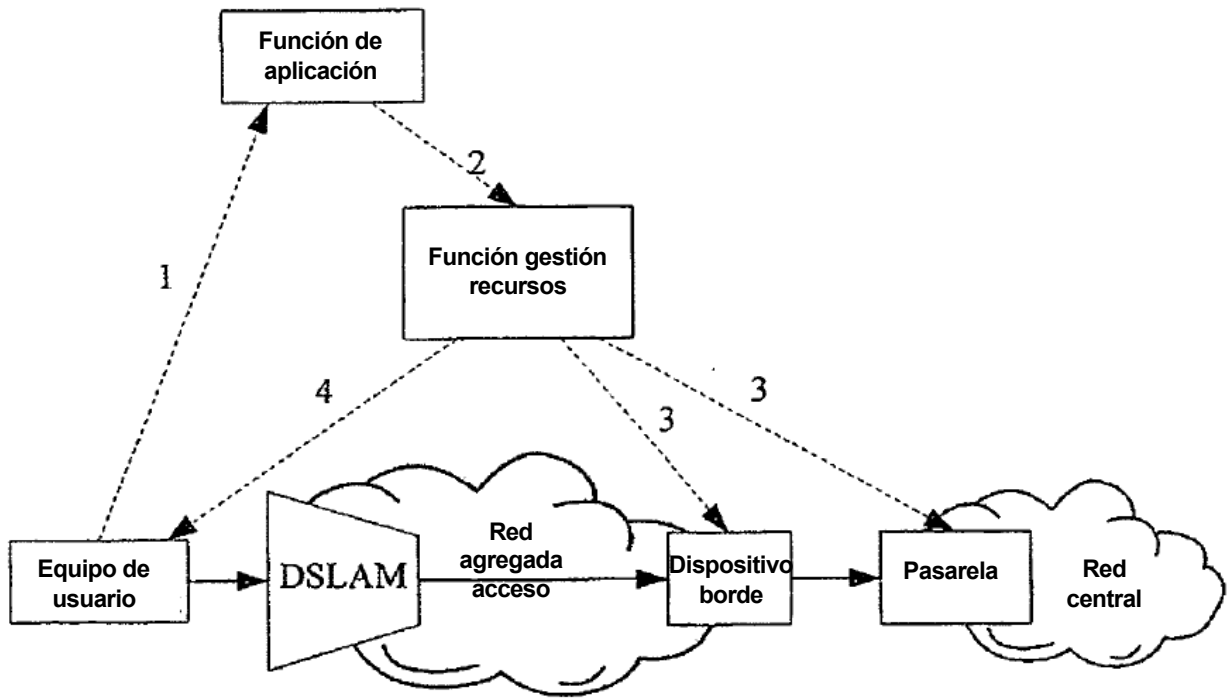 Función de
aplicación
2
Función gestión
recursos
1
4
3
3
Equipo de
usuario
DSLAM
Red
agregada
acceso
Dispositivo
borde
Pasarela
Red
central